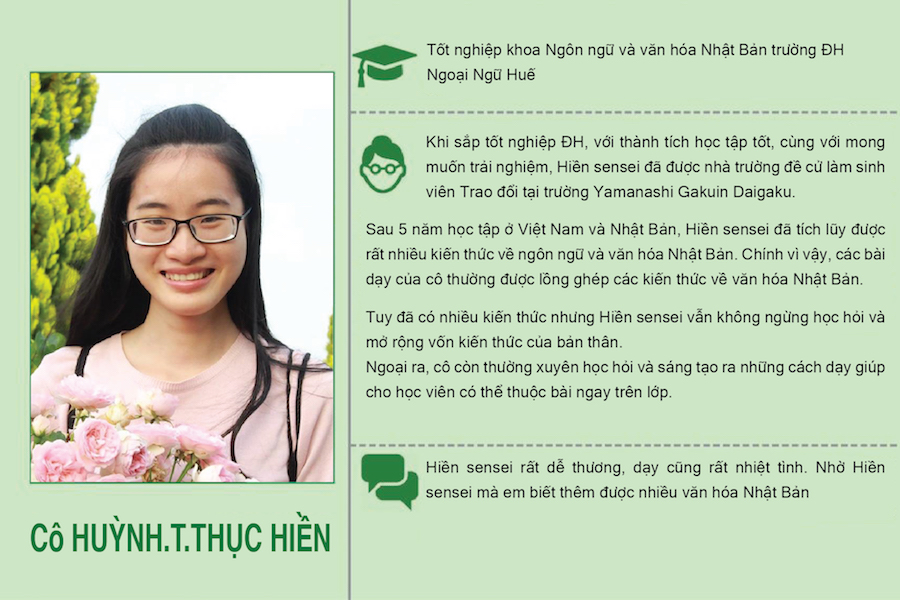 Tốt nghiệp khoa Ngôn ngữ và văn hóa Nhật Bản trường ĐH
Ngoại Ngữ Huế
Khi sắp tốt nghiệp ĐH, với thành tích học tập tốt, cùng với mong
muốn trải nghiệm, Hiền sensei đã được nhà trường đề cử làm sinh
viên Trao đổi tại trường Yamanashi Gakuin Daigaku.
Sau 5 năm học tập ở Việt Nam và Nhật Bản, Hiền sensei đã tích lũy được
rất nhiều kiến thức về ngôn ngữ và văn hóa Nhật Bản. Chính vì vậy, các bài
dạy của cô thường được lồng ghép các kiến thức về văn hóa Nhật Bản.
Tuy đã có nhiều kiến thức nhưng Hiền sensei vẫn không ngừng học hỏi và
mở rộng vốn kiến thức của bản thân.
Ngoại ra, cô còn thường xuyên học hỏi và sáng tạo ra những cách dạy giúp
cho học viên có thể thuộc bài ngay trên lớp.
Hiền sensei rất dễ thương, dạy cũng rất nhiệt tình. Nhờ Hiền
sensei mà em biết thêm được nhiều văn hóa Nhật Bản
Cô HUỲNH.T.THỤC HIỀN